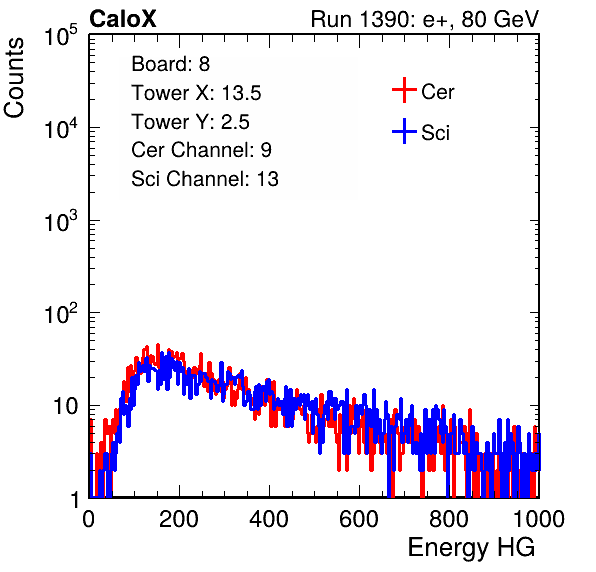 CaloX Run 1390: e+, 80 GeV
Counts
Board: 8
Tower X: 13.5
Tower Y: 2.5
Cer Channel: 9
Sci Channel: 13
Cer
Sci
10^5
10^4
10^3
10^2
10
1
0 200 400 600 800 1000
Energy HG